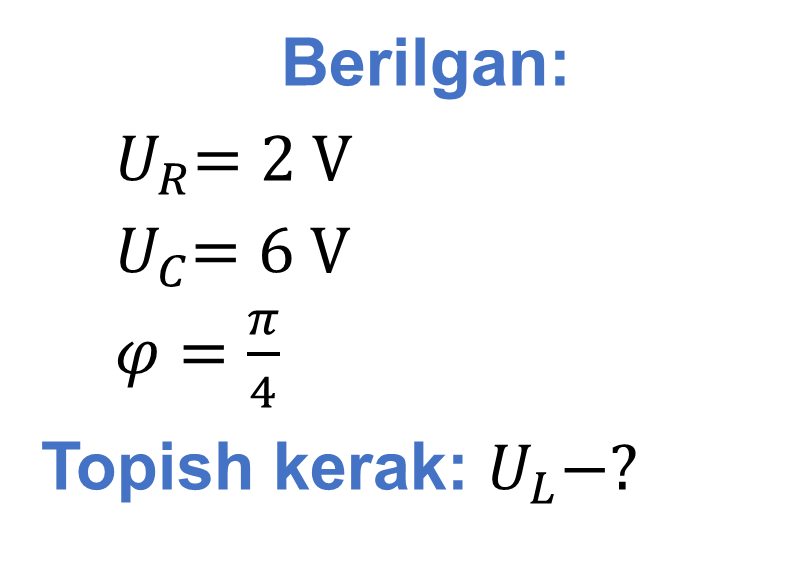 Berilgan:
U_R = 2 V
U_C = 6 V
φ = π/4
Topish kerak: U_L −?